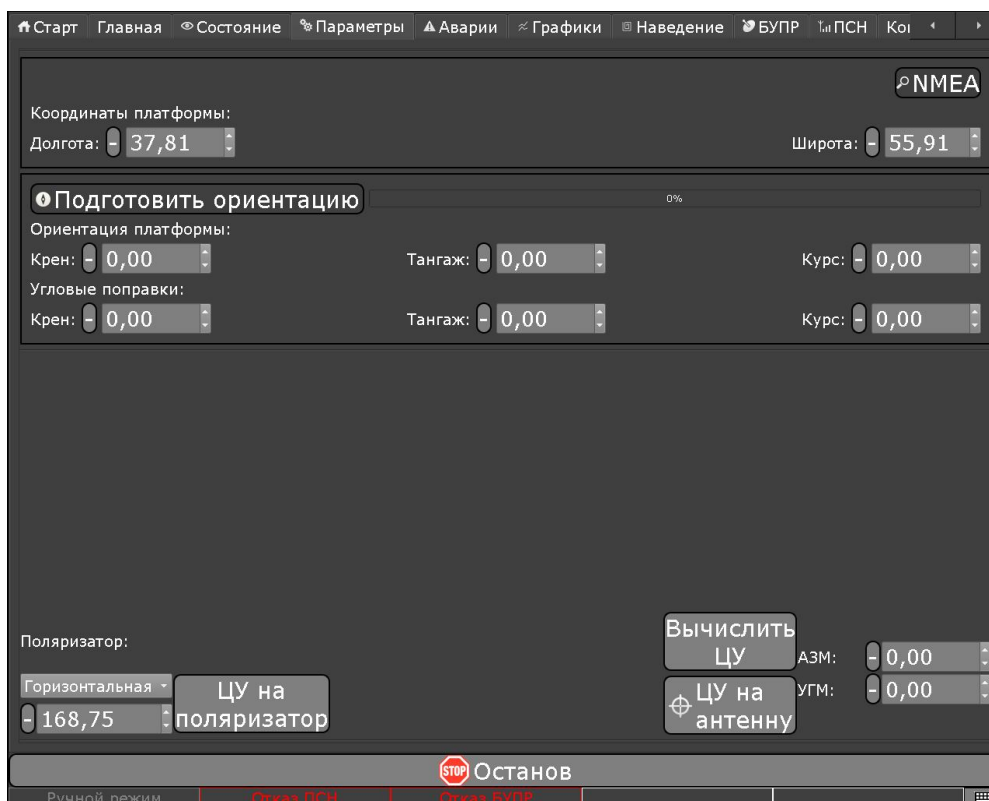 Старт Главная Состояние Параметры Аварии Графики Наведение БУПР ПСН
NMEA
Координаты платформы:
Долгота: - 37,81 Широта: - 55,91
Подготовить ориентацию 0%
Ориентация платформы:
Крен: - 0,00 Тангаж: - 0,00 Курс: - 0,00
Угловые поправки:
Крен: - 0,00 Тангаж: - 0,00 Курс: - 0,00
Поляризатор:
Горизонтальная
- 168,75
ЦУ на
поляризатор
Вычислить
ЦУ
ЦУ на
антенну
АЗМ: - 0,00
УГМ: - 0,00
STOP Останов
Ручной режим Отказ ПСН Отказ БУПР